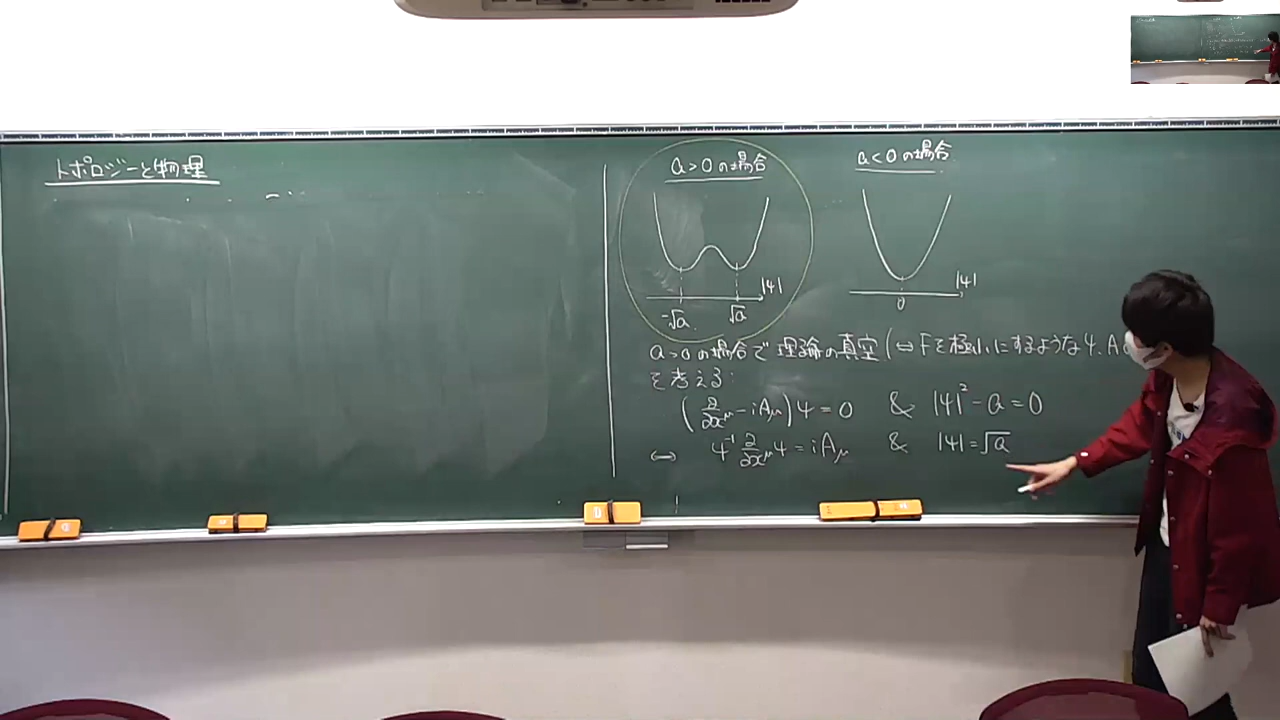 トポロジーと物理
a>0の場合
a<0の場合
|ψ|
|ψ|
-√a
√a
0
a>0の場合で理論の真空(⇔Fを極小にするようなψ, A
を考える:
(∂/∂x^μ - iA_μ)ψ = 0 & |ψ|² - a = 0
⇔ ψ⁻¹ ∂/∂x^μ ψ = iA_μ & |ψ| = √a